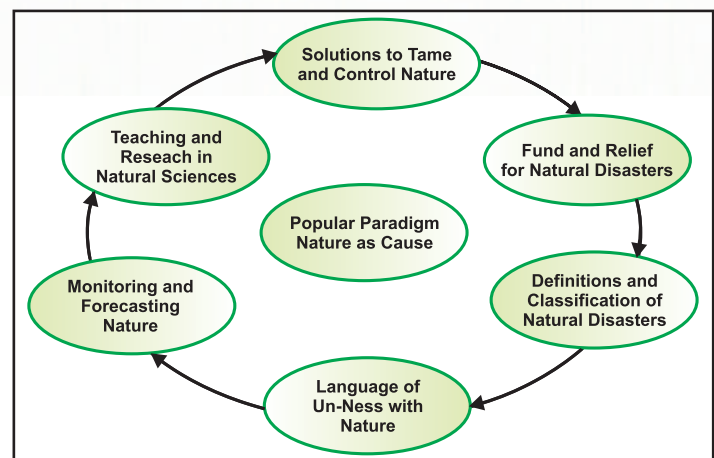 Solutions to Tame
and Control Nature
Fund and Relief
for Natural Disasters
Definitions and
Classification of
Natural Disasters
Language of
Un-Ness with
Nature
Monitoring and
Forecasting
Nature
Teaching and
Reseach in
Natural Sciences
Popular Paradigm
Nature as Cause